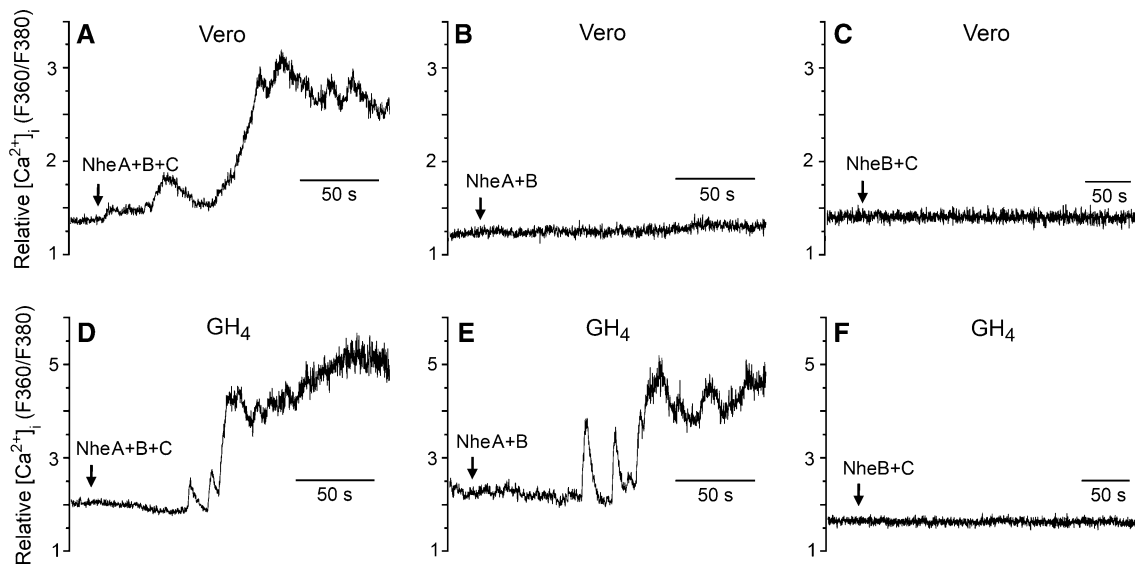 A
Vero
B
Vero
C
Vero
Relative [Ca²⁺]ᵢ (F360/F380)
3
2
1
NheA+B+C
50 s
3
2
1
NheA+B
50 s
3
2
1
NheB+C
50 s
D
GH₄
E
GH₄
F
GH₄
Relative [Ca²⁺]ᵢ (F360/F380)
5
3
1
NheA+B+C
50 s
5
3
1
NheA+B
50 s
5
3
1
NheB+C
50 s